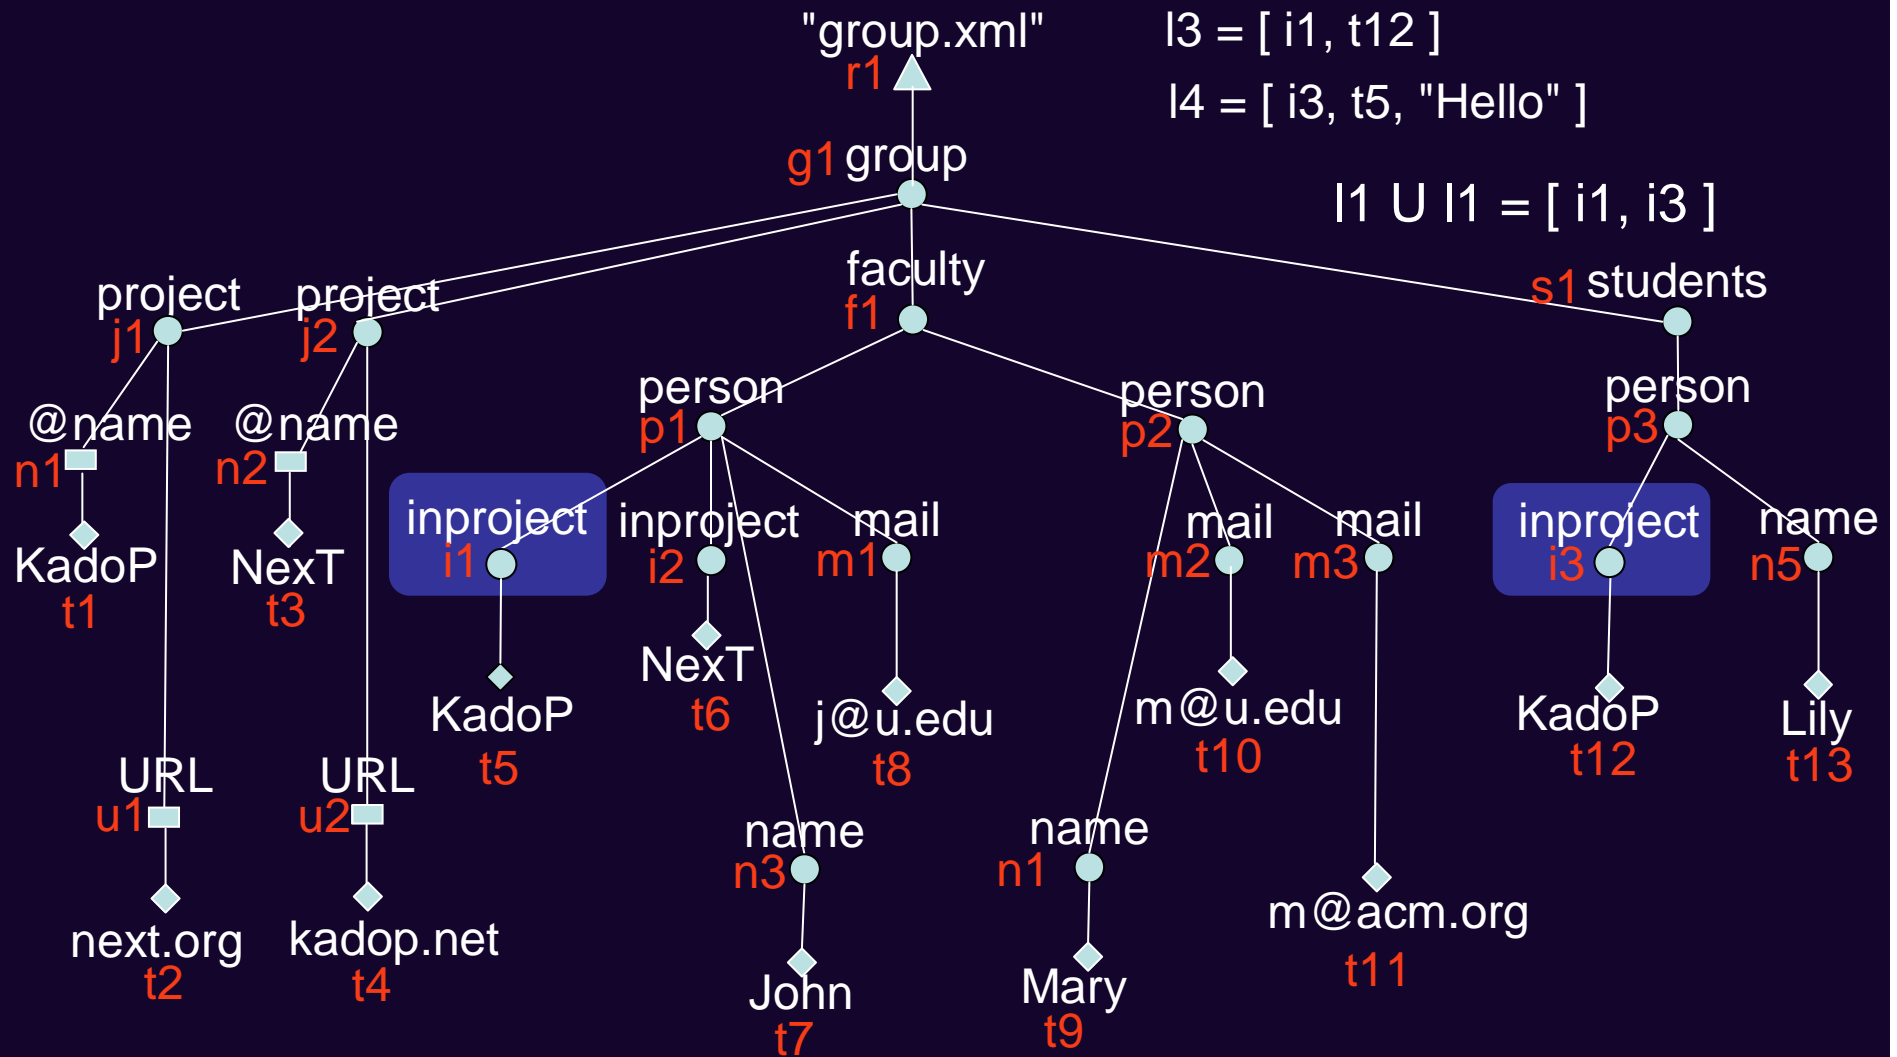 "group.xml"
r1
l3 = [ i1, t12 ]
l4 = [ i3, t5, "Hello" ]
g1 group
l1 U l1 = [ i1, i3 ]
project
j1
project
j2
faculty
f1
s1 students
@name
n1
@name
n2
person
p1
person
p2
person
p3
KadoP
t1
NexT
t3
inproject
i1
inproject
i2
mail
m1
mail
m2
mail
m3
inproject
i3
name
n5
KadoP
t5
NexT
t6
j@u.edu
t8
m@u.edu
t10
KadoP
t12
Lily
t13
URL
u1
URL
u2
name
n3
name
n1
next.org
t2
kadop.net
t4
m@acm.org
t11
John
t7
Mary
t9